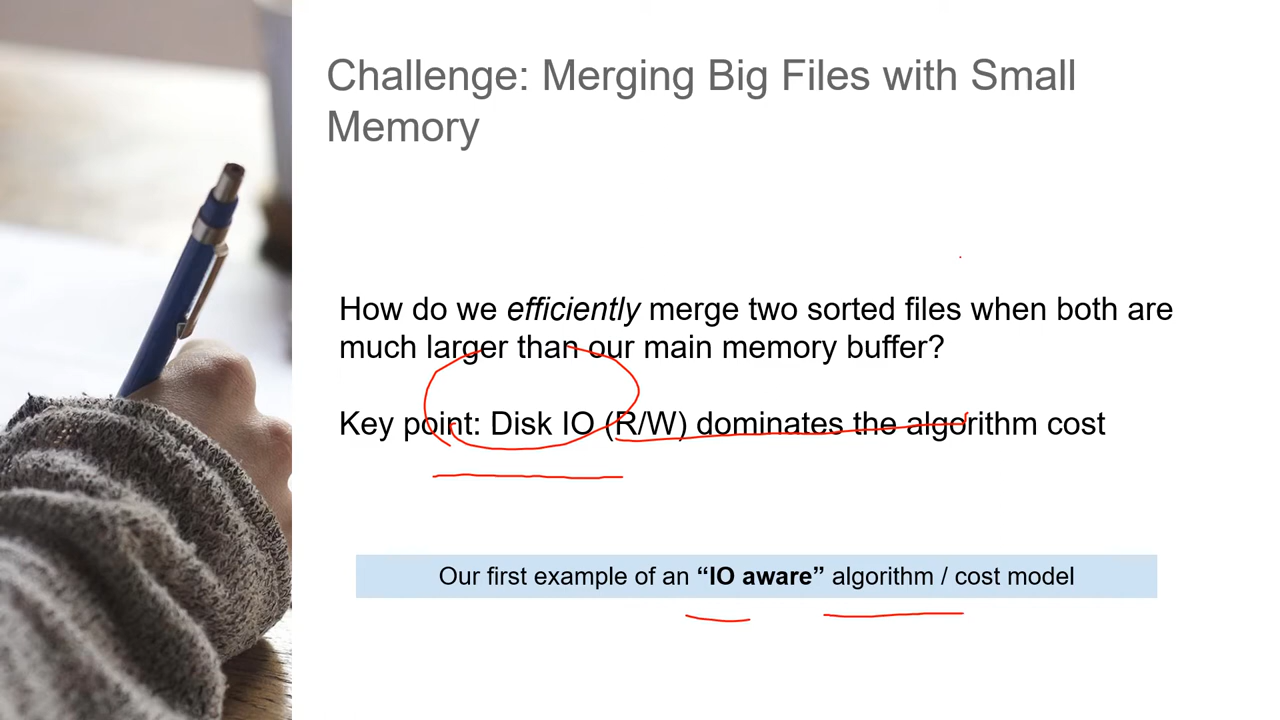 Challenge: Merging Big Files with Small
Memory
How do we efficiently merge two sorted files when both are
much larger than our main memory buffer?
Key point: Disk IO (R/W) dominates the algorithm cost
Our first example of an “IO aware” algorithm / cost model